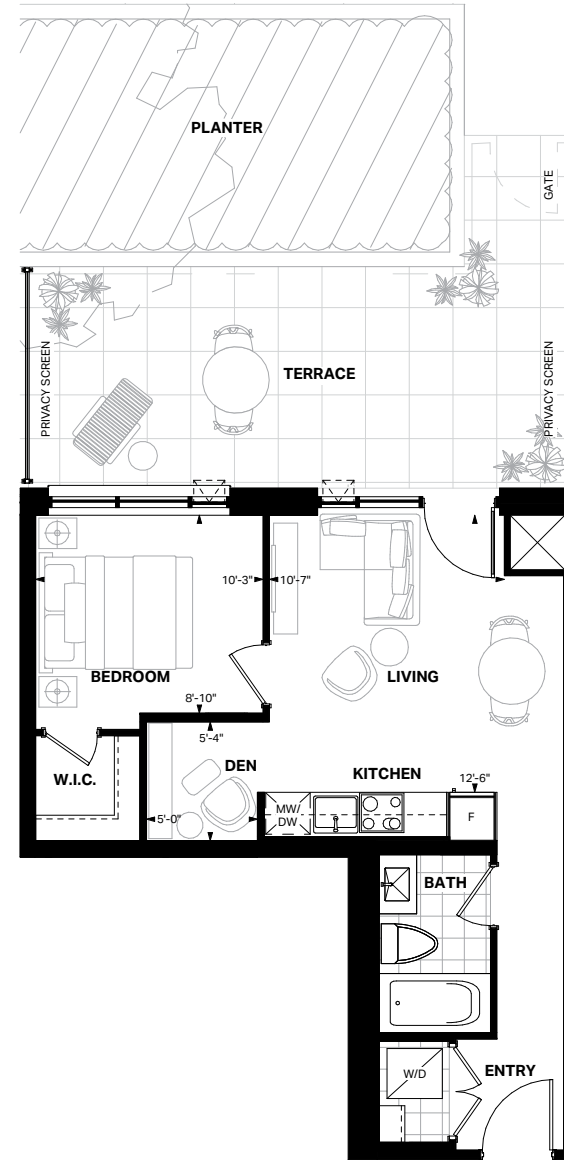 PLANTER
GATE
PRIVACY SCREEN
TERRACE
PRIVACY SCREEN
10'-3"
10'-7"
BEDROOM
LIVING
8'-10"
5'-4"
DEN
W.I.C.
KITCHEN
12'-6"
MW/
DW
F
5'-0"
BATH
W/D
ENTRY